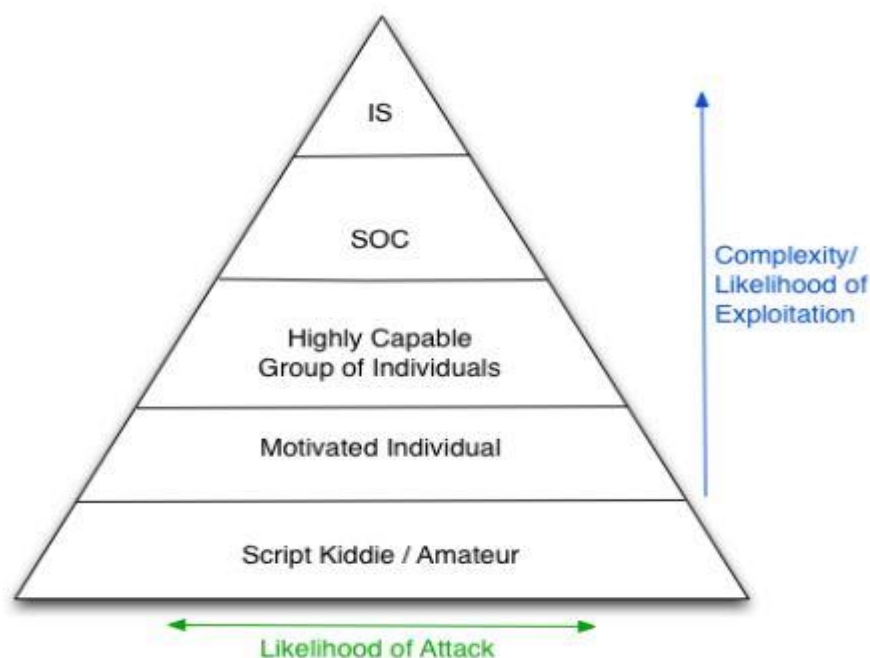 IS
SOC
Highly Capable
Group of Individuals
Motivated Individual
Script Kiddie / Amateur
Complexity/
Likelihood of
Exploitation
Likelihood of Attack